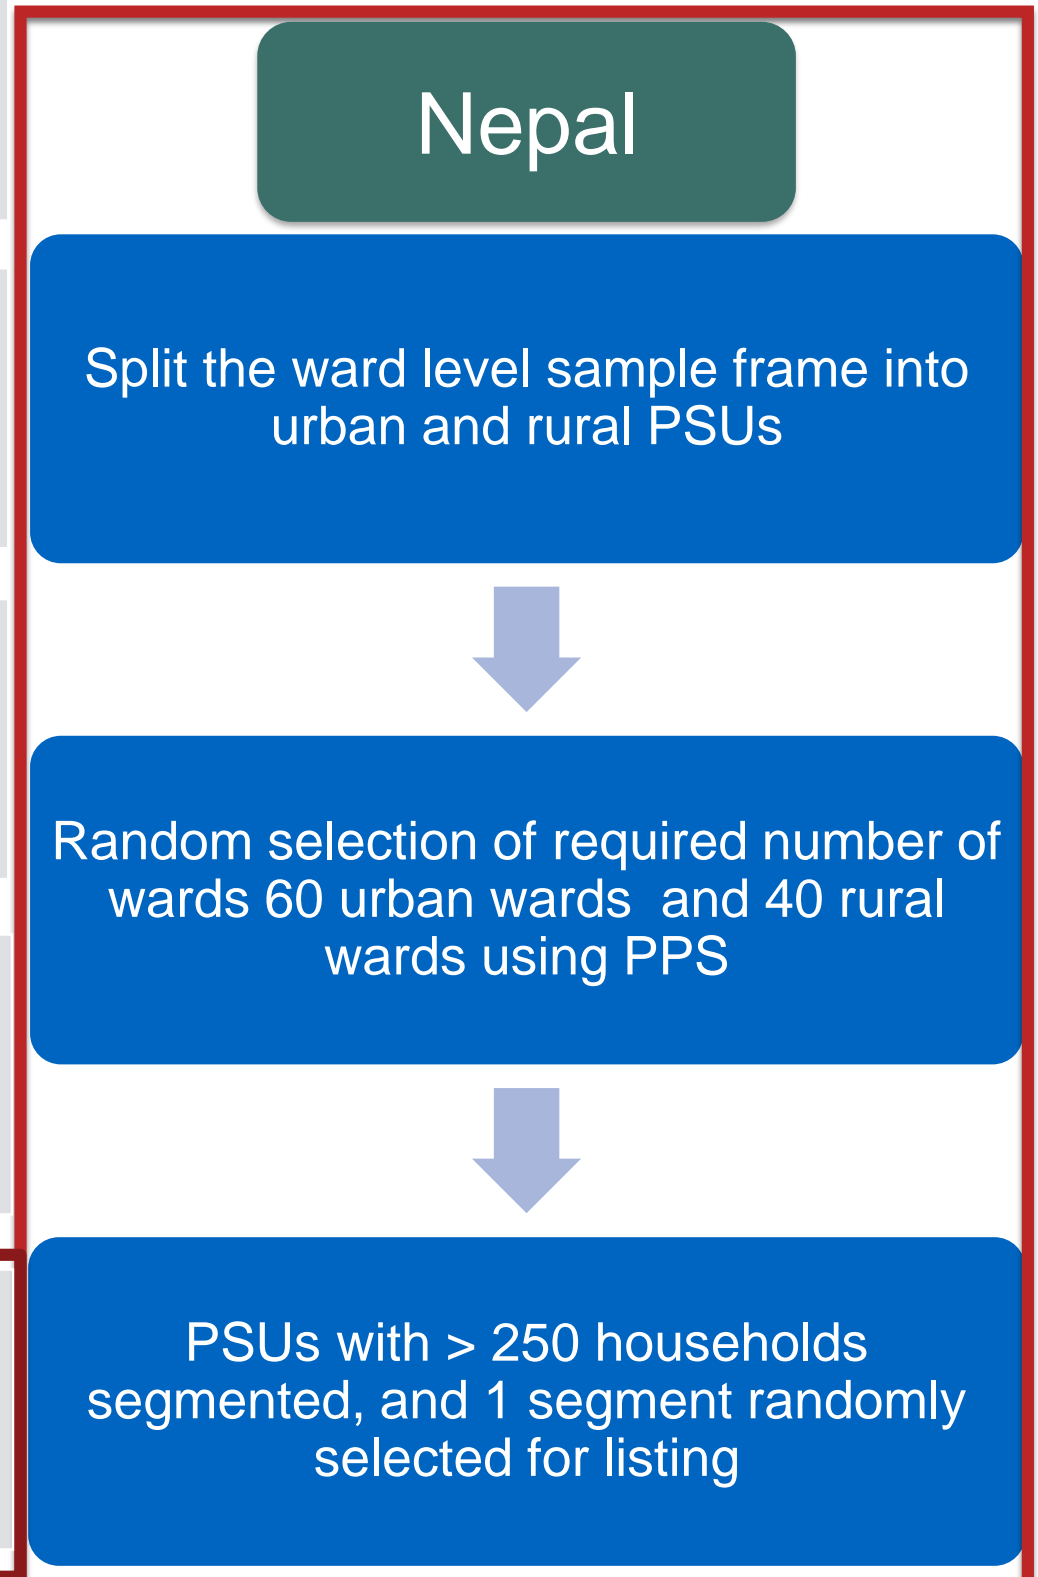 Nepal
Split the ward level sample frame into
urban and rural PSUs
Random selection of required number of
wards 60 urban wards  and 40 rural
wards using PPS
PSUs with > 250 households
segmented, and 1 segment randomly
selected for listing